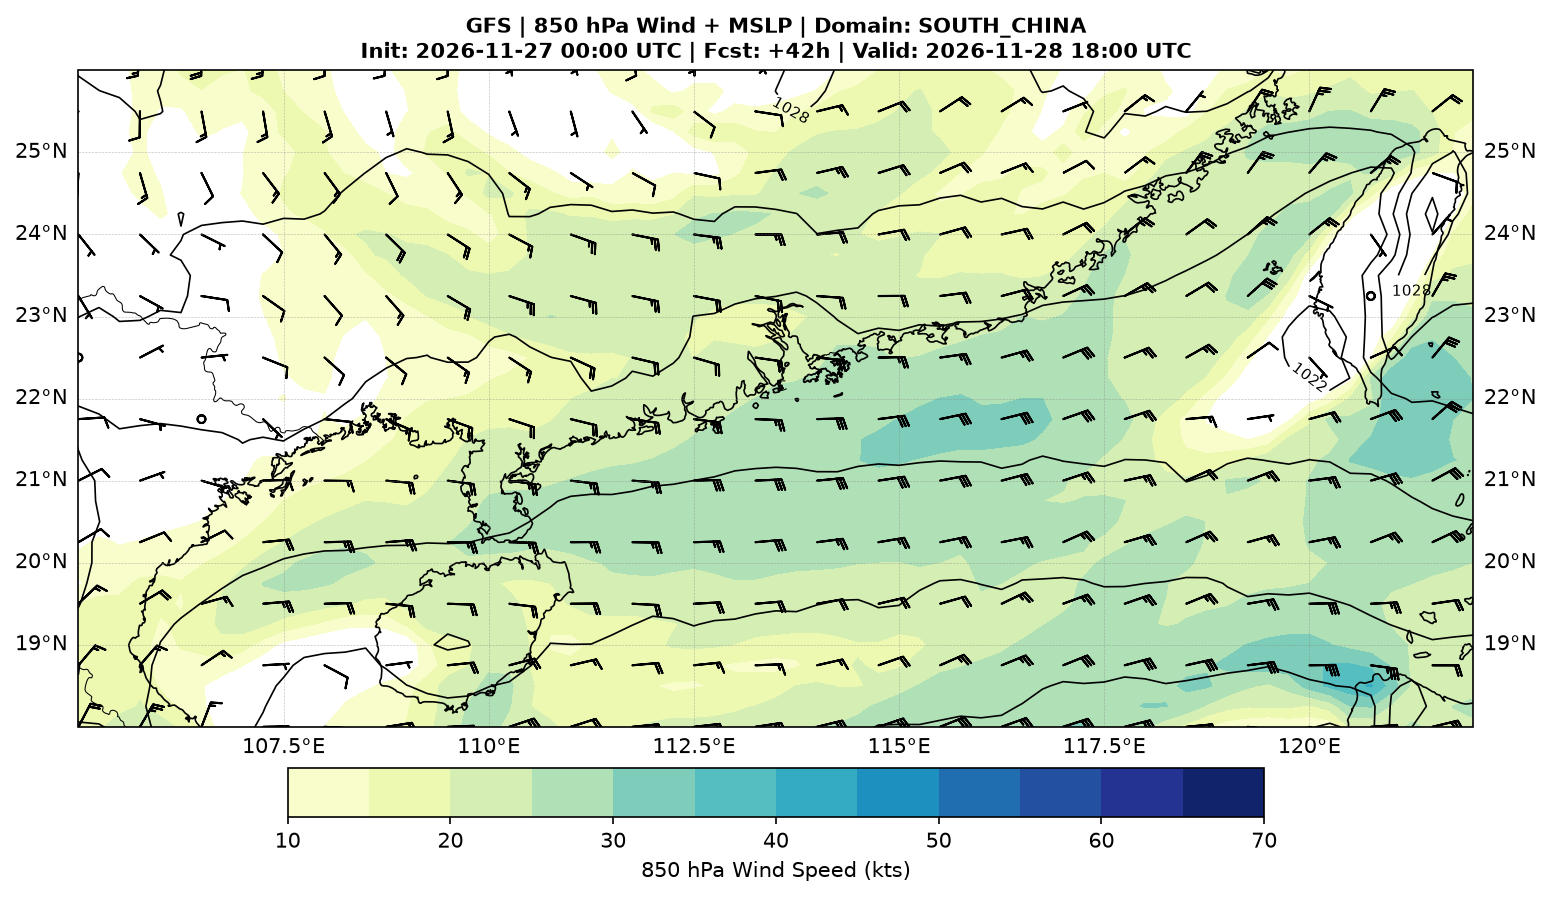 GFS | 850 hPa Wind + MSLP | Domain: SOUTH_CHINA
Init: 2026-11-27 00:00 UTC | Fcst: +42h | Valid: 2026-11-28 18:00 UTC
1028
25°N 25°N
24°N 24°N
1028
23°N 23°N
1022
22°N 22°N
21°N 21°N
20°N 20°N
19°N 19°N
107.5°E 110°E 112.5°E 115°E 117.5°E 120°E
10 20 30 40 50 60 70
850 hPa Wind Speed (kts)